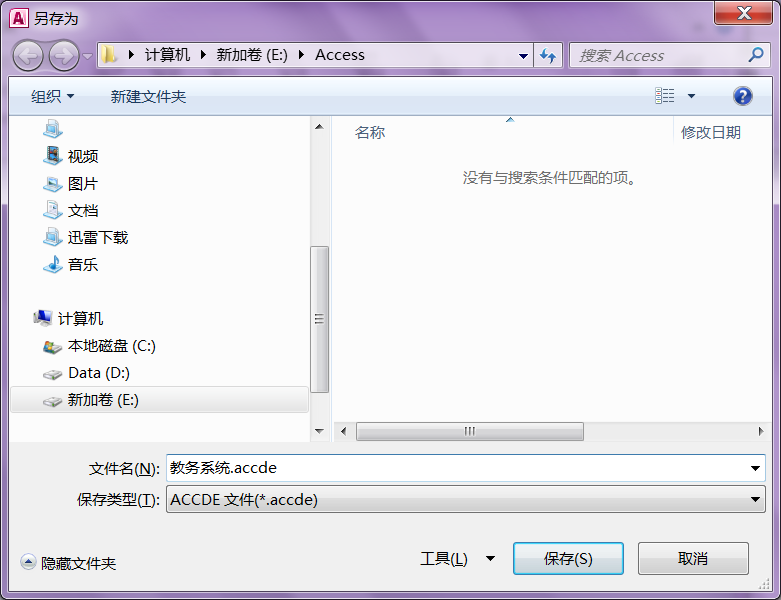 另存为
计算机 新加卷 (E:) Access
搜索 Access
组织 新建文件夹
名称 修改日期
没有与搜索条件匹配的项。
视频
图片
文档
迅雷下载
音乐
计算机
本地磁盘 (C:)
Data (D:)
新加卷 (E:)
文件名(N): 教务系统.accde
保存类型(T): ACCDE 文件(*.accde)
隐藏文件夹 工具(L) 保存(S) 取消